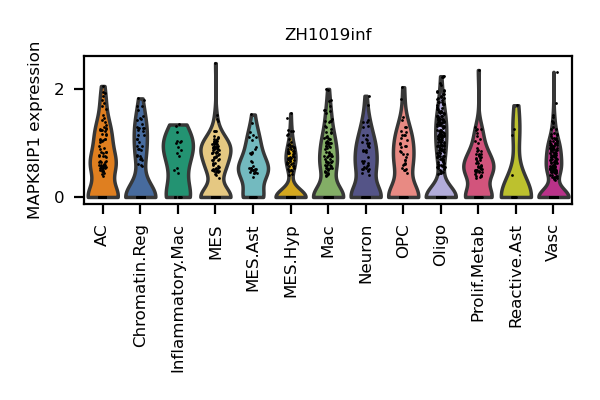 ZH1019inf
MAPK8IP1 expression
2
0
AC
Chromatin.Reg
Inflammatory.Mac
MES
MES.Ast
MES.Hyp
Mac
Neuron
OPC
Oligo
Prolif.Metab
Reactive.Ast
Vasc